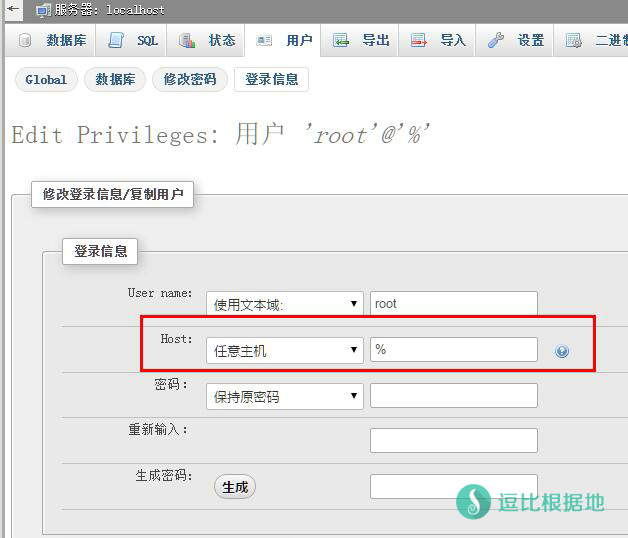 服务器: localhost
数据库 SQL 状态 用户 导出 导入 设置 二进制
Global 数据库 修改密码 登录信息
Edit Privileges: 用户 'root'@'%'
修改登录信息/复制用户
登录信息
User name: 使用文本域: root
Host: 任意主机 %
密码: 保持原密码
重新输入:
生成密码: 生成
逗比根据地